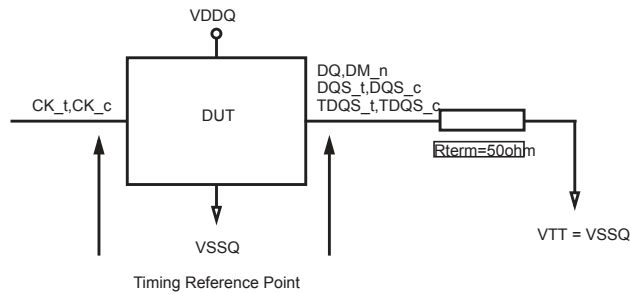 VDDQ
DQ,DM_n
DQS_t,DQS_c
TDQS_t,TDQS_c
CK_t,CK_c
DUT
Rterm=50ohm
VSSQ
VTT = VSSQ
Timing Reference Point